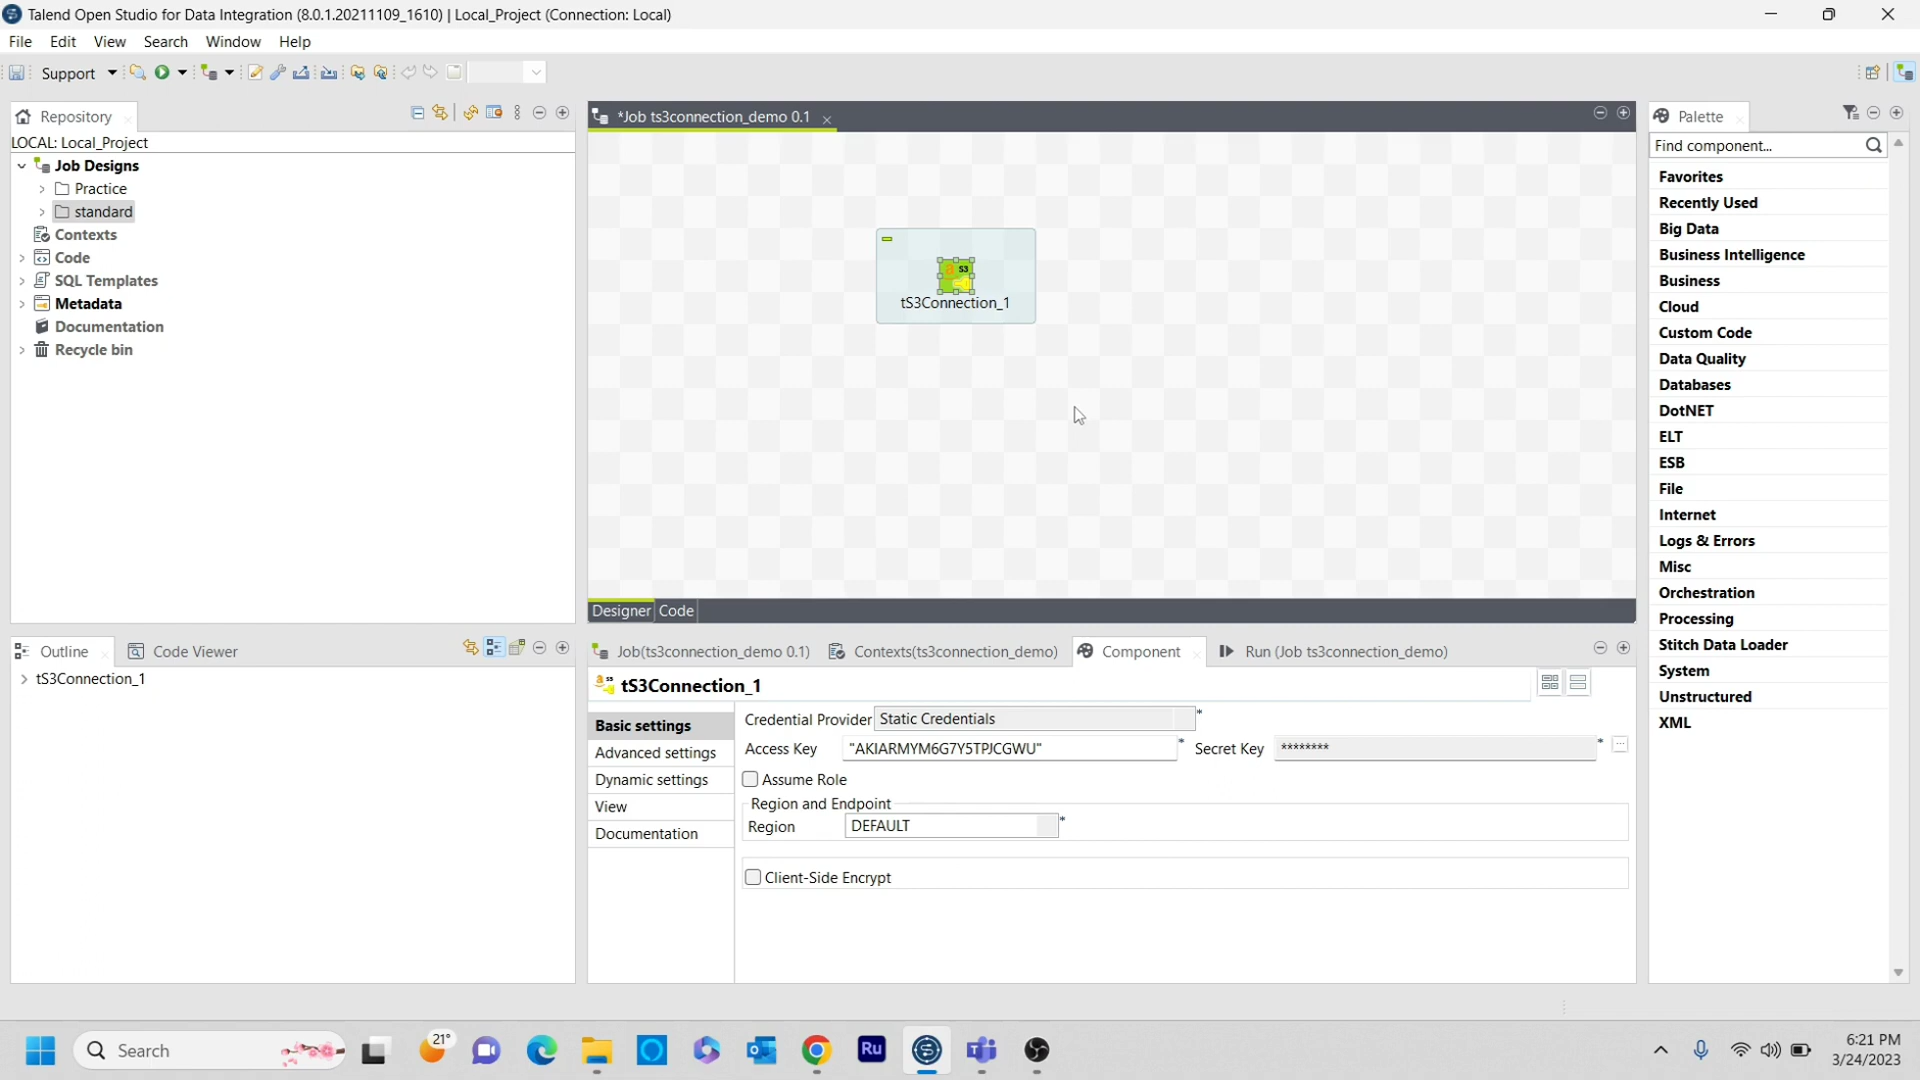 Talend Open Studio for Data Integration (8.0.1.20211109_1610) | Local_Project (Connection: Local)
File Edit View Search Window Help
Support
Repository
*Job ts3connection_demo 0.1
Palette
LOCAL: Local_Project
Find component...
Job Designs
Practice
standard
Contexts
Code
SQL Templates
Metadata
Documentation
Recycle bin
tS3Connection_1
Favorites
Recently Used
Big Data
Business Intelligence
Business
Cloud
Custom Code
Data Quality
Databases
DotNET
ELT
ESB
File
Internet
Logs & Errors
Misc
Orchestration
Processing
Stitch Data Loader
System
Unstructured
XML
Designer Code
Outline Code Viewer
tS3Connection_1
Job(ts3connection_demo 0.1) Contexts(ts3connection_demo) Component Run (Job ts3connection_demo)
tS3Connection_1
Basic settings
Advanced settings
Dynamic settings
View
Documentation
Credential Provider Static Credentials *
Access Key "AKIARMYM6G7Y5TPJCGWU" * Secret Key ******** *
Assume Role
Region and Endpoint
Region DEFAULT *
Client-Side Encrypt
Search
21°
Ru
6:21 PM
3/24/2023